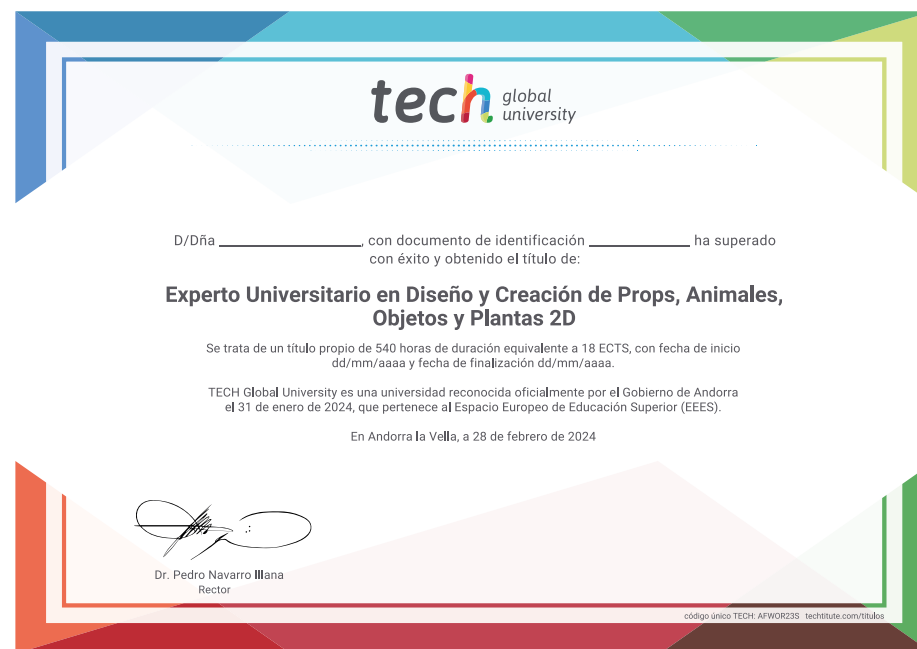 tech global university
D/Dña ______________________, con documento de identificación ______________ ha superado
con éxito y obtenido el título de:
Experto Universitario en Diseño y Creación de Props, Animales,
Objetos y Plantas 2D
Se trata de un título propio de 540 horas de duración equivalente a 18 ECTS, con fecha de inicio
dd/mm/aaaa y fecha de finalización dd/mm/aaaa.
TECH Global University es una universidad reconocida oficialmente por el Gobierno de Andorra
el 31 de enero de 2024, que pertenece al Espacio Europeo de Educación Superior (EEES).
En Andorra la Vella, a 28 de febrero de 2024
Dr. Pedro Navarro Illana
Rector
código único TECH: AFWOR23S techtitute.com/titulos